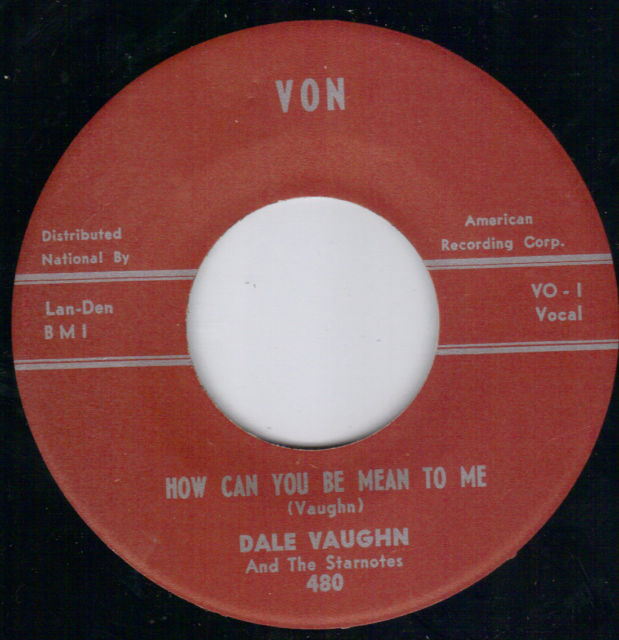 VON
Distributed
National By
American
Recording Corp.
Lan-Den
BMI
VO - 1
Vocal
HOW CAN YOU BE MEAN TO ME
(Vaughn)
DALE VAUGHN
And The Starnotes
480